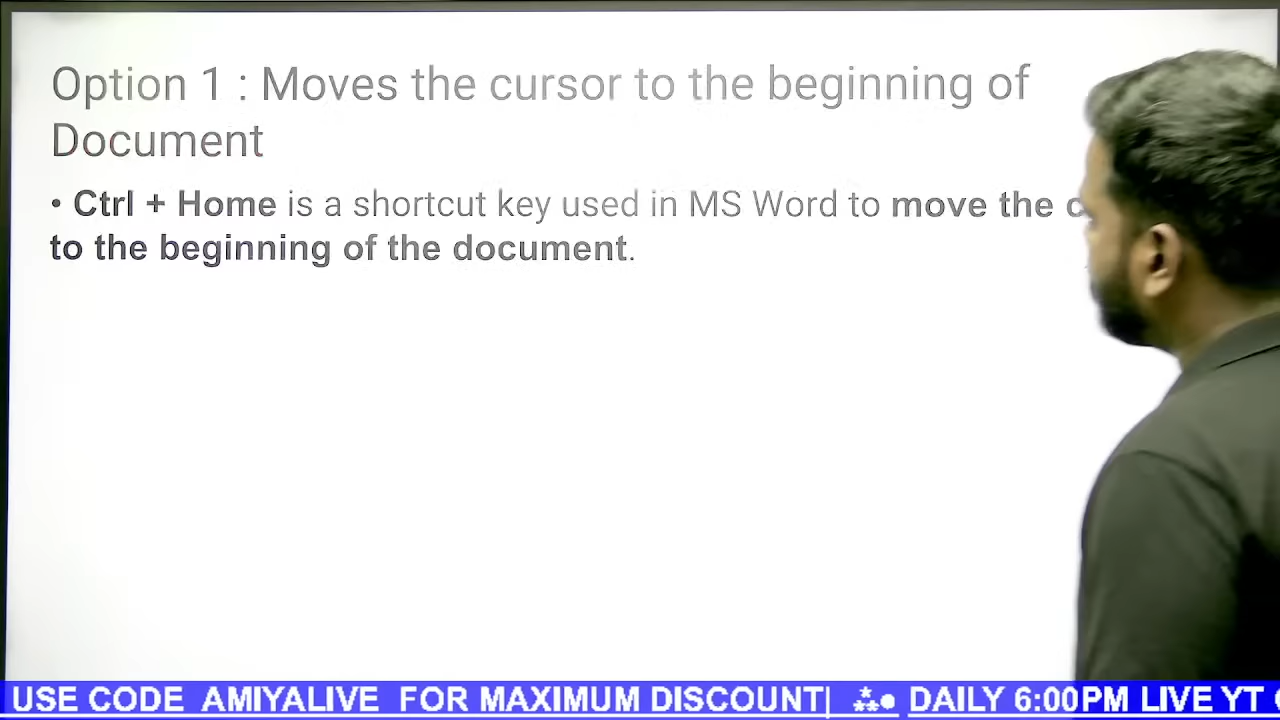 Option 1 : Moves the cursor to the beginning of
Document
• Ctrl + Home is a shortcut key used in MS Word to move the
to the beginning of the document.
USE CODE AMIYALIVE FOR MAXIMUM DISCOUNT| DAILY 6:00PM LIVE YT